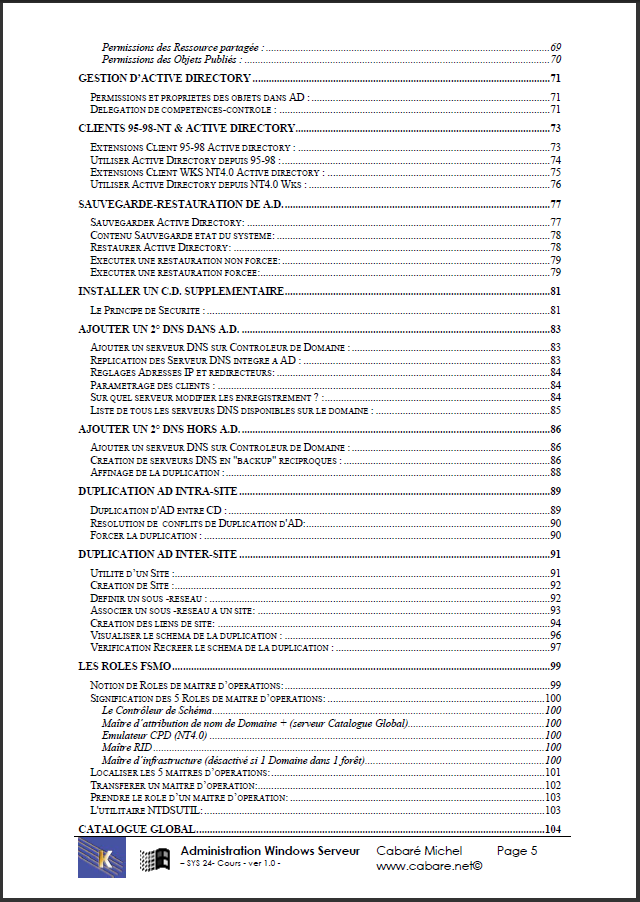 Permissions des Ressource partagée : 69
Permissions des Objets Publiés : 70
GESTION D'ACTIVE DIRECTORY 71
PERMISSIONS ET PROPRIETES DES OBJETS DANS AD : 71
DELEGATION DE COMPETENCES-CONTROLE : 71
CLIENTS 95-98-NT & ACTIVE DIRECTORY 73
EXTENSIONS CLIENT 95-98 ACTIVE DIRECTORY : 73
UTILISER ACTIVE DIRECTORY DEPUIS 95-98 : 74
EXTENSIONS CLIENT WKS NT4.0 ACTIVE DIRECTORY : 75
UTILISER ACTIVE DIRECTORY DEPUIS NT4.0 WKS : 76
SAUVEGARDE-RESTAURATION DE A.D. 77
SAUVEGARDER ACTIVE DIRECTORY: 77
CONTENU SAUVEGARDE ETAT DU SYSTEME: 78
RESTAURER ACTIVE DIRECTORY: 78
EXECUTER UNE RESTAURATION NON FORCEE: 79
EXECUTER UNE RESTAURATION FORCEE: 79
INSTALLER UN C.D. SUPPLEMENTAIRE 81
LE PRINCIPE DE SECURITE : 81
AJOUTER UN 2° DNS DANS A.D. 83
AJOUTER UN SERVEUR DNS SUR CONTROLEUR DE DOMAINE : 83
REPLICATION DES SERVEUR DNS INTEGRE A AD : 83
REGLAGES ADRESSES IP ET REDIRECTEURS: 84
PARAMETRAGE DES CLIENTS : 84
SUR QUEL SERVEUR MODIFIER LES ENREGISTREMENT ? : 84
LISTE DE TOUS LES SERVEURS DNS DISPONIBLES SUR LE DOMAINE : 85
AJOUTER UN 2° DNS HORS A.D. 86
AJOUTER UN SERVEUR DNS SUR CONTROLEUR DE DOMAINE : 86
CREATION DE SERVEURS DNS EN "BACKUP" RECIPROQUES : 86
AFFINAGE DE LA DUPLICATION : 88
DUPLICATION AD INTRA-SITE 89
DUPLICATION D'AD ENTRE CD : 89
RESOLUTION DE CONFLITS DE DUPLICATION D'AD: 90
FORCER LA DUPLICATION : 90
DUPLICATION AD INTER-SITE 91
UTILITE D'UN SITE : 91
CREATION DE SITE : 92
DEFINIR UN SOUS -RESEAU : 92
ASSOCIER UN SOUS -RESEAU A UN SITE: 93
CREATION DES LIENS DE SITE: 94
VISUALISER LE SCHEMA DE LA DUPLICATION : 96
VERIFICATION RECREER LE SCHEMA DE LA DUPLICATION : 97
LES ROLES FSMO 99
NOTION DE ROLES DE MAITRE D'OPERATIONS: 99
SIGNIFICATION DES 5 ROLES DE MAITRE D'OPERATIONS: 100
Le Contrôleur de Schéma 100
Maître d'attribution de nom de Domaine + (serveur Catalogue Global) 100
Emulateur CPD (NT4.0) 100
Maître RID 100
Maître d'infrastructure (désactivé si 1 Domaine dans 1 forêt) 100
LOCALISER LES 5 MAITRES D'OPERATIONS: 101
TRANSFERER UN MAITRE D'OPERATION: 102
PRENDRE LE ROLE D'UN MAITRE D'OPERATION: 103
L'UTILITAIRE NTDSUTIL: 103
CATALOGUE GLOBAL 104
K
Administration Windows Serveur Cabaré Michel Page 5
– SYS 24- Cours - ver 1.0 - www.cabare.net©